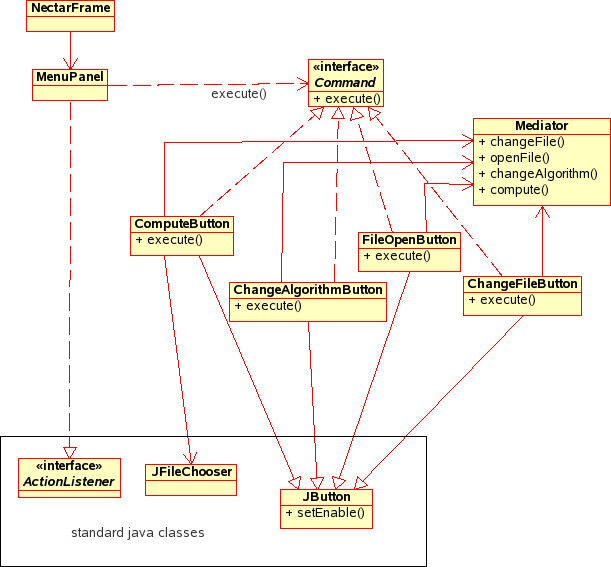 NectarFrame
MenuPanel
execute()
«interface»
Command
+ execute()
Mediator
+ changeFile()
+ openFile()
+ changeAlgorithm()
+ compute()
ComputeButton
+ execute()
FileOpenButton
+ execute()
ChangeAlgorithmButton
+ execute()
ChangeFileButton
+ execute()
«interface»
ActionListener
JFileChooser
JButton
+ setEnable()
standard java classes